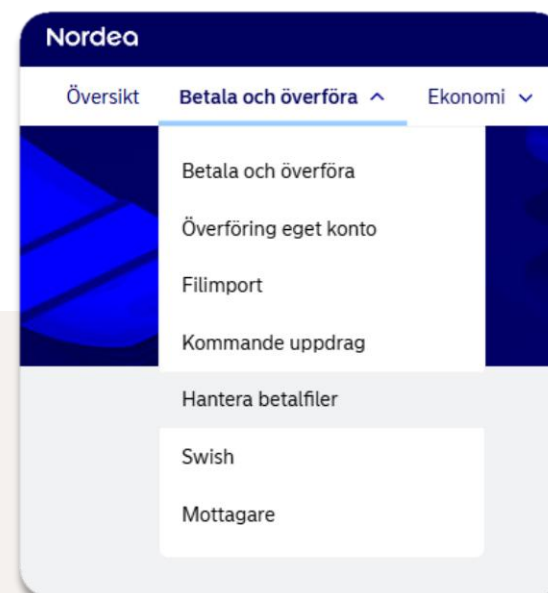 Nordea
Översikt Betala och överföra Ekonomi
Betala och överföra
Överföring eget konto
Filimport
Kommande uppdrag
Hantera betalfiler
Swish
Mottagare